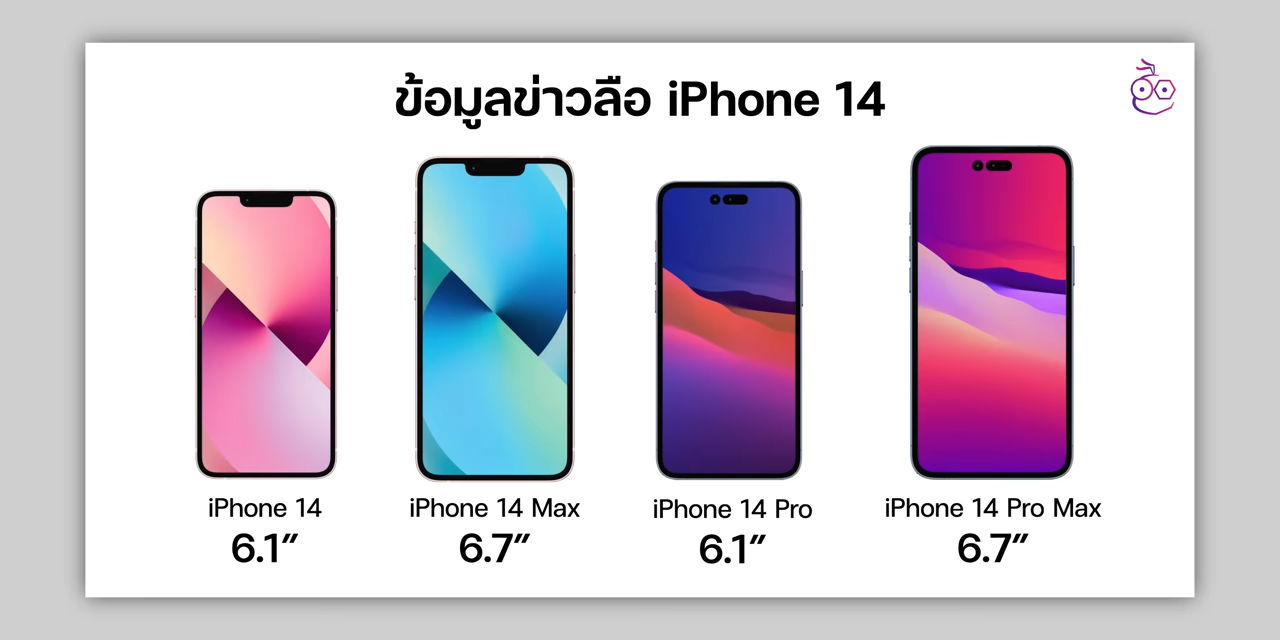 ข้อมูลข่าวลือ iPhone 14
iPhone 14
6.1″
iPhone 14 Max
6.7″
iPhone 14 Pro
6.1″
iPhone 14 Pro Max
6.7″